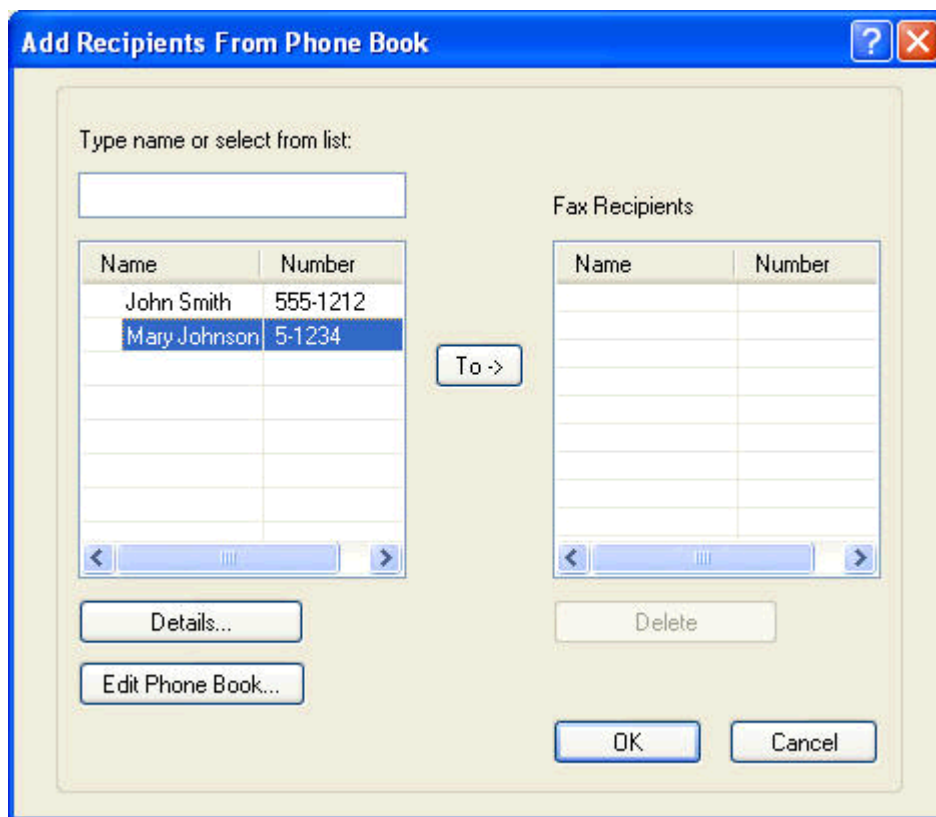 Add Recipients From Phone Book
Type name or select from list:
Fax Recipients
Name Number
John Smith 555-1212
Mary Johnson 5-1234
To ->
Name Number
Details...
Delete
Edit Phone Book...
OK Cancel